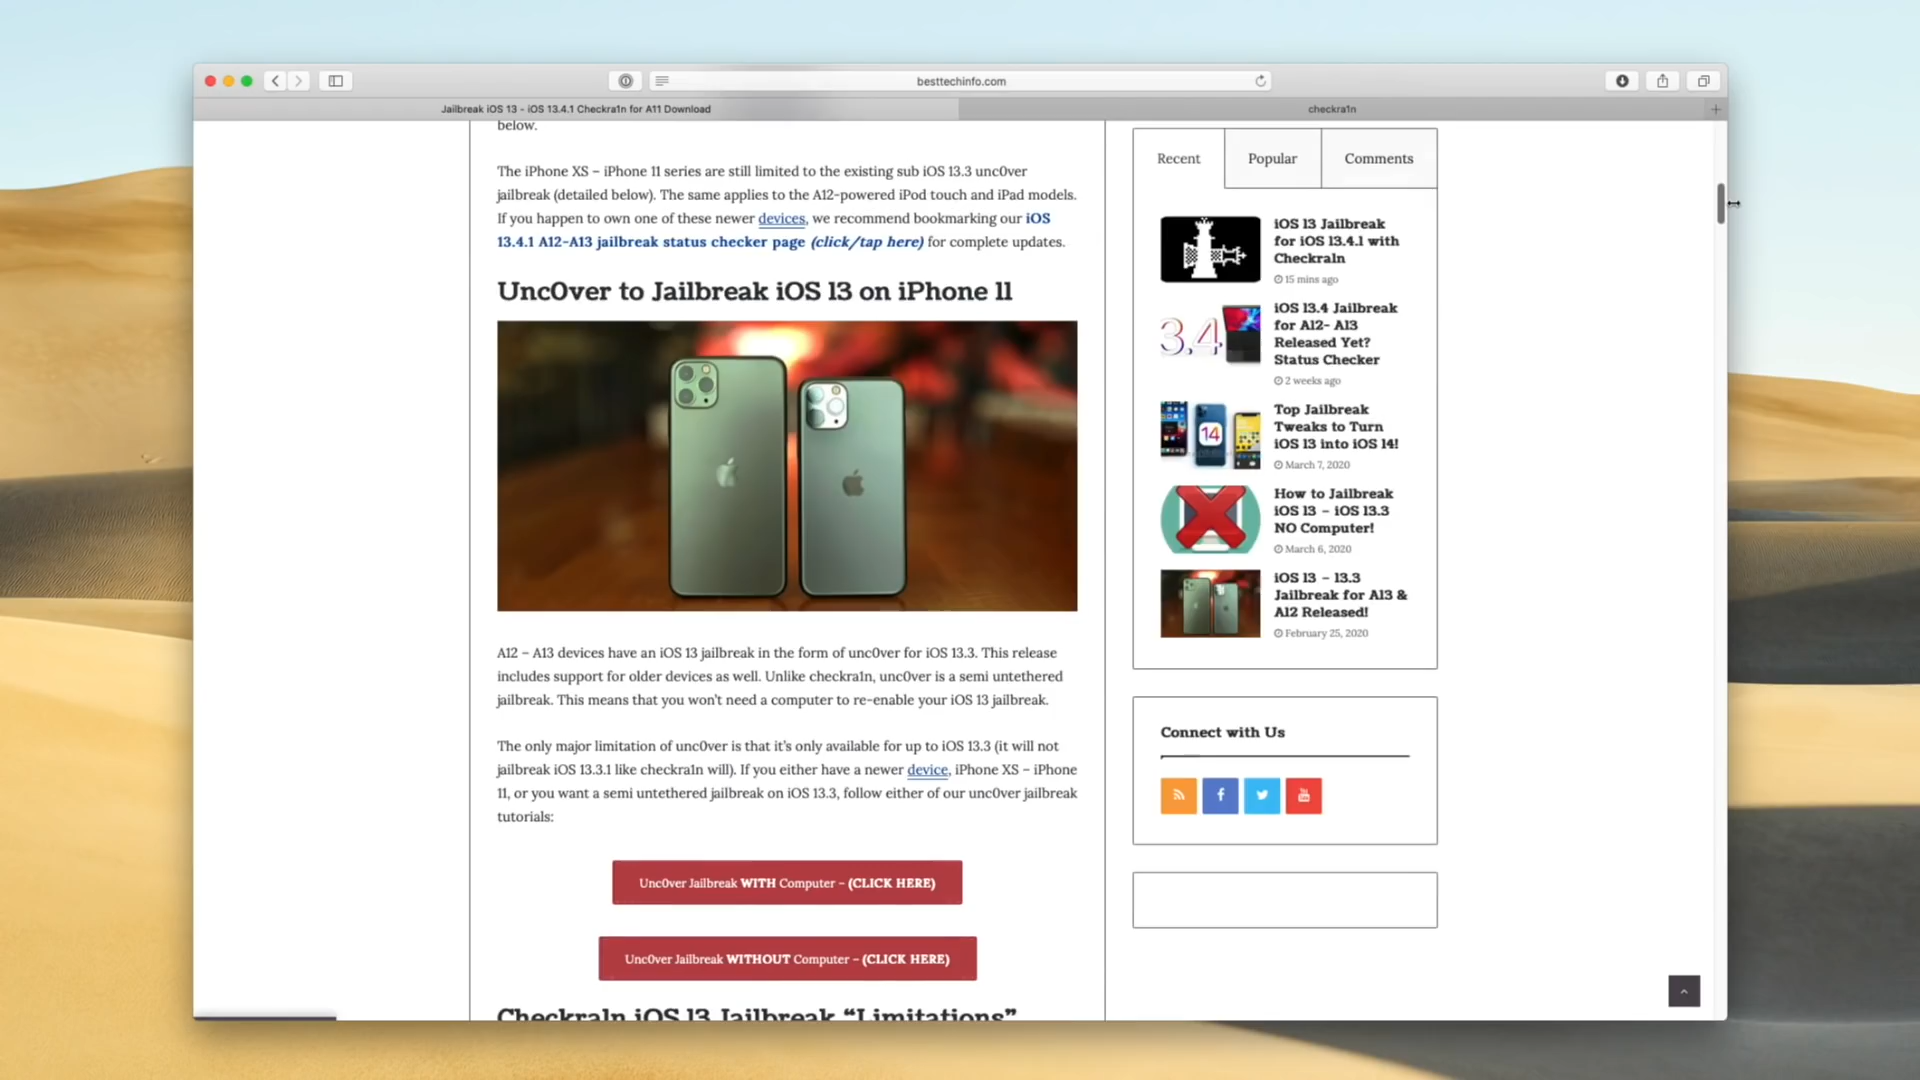 besttechinfo.com
Jailbreak iOS 13 - iOS 13.4.1 Checkra1n for A11 Download
checkra1n
below.
The iPhone XS – iPhone 11 series are still limited to the existing sub iOS 13.3 unc0ver
jailbreak (detailed below). The same applies to the A12-powered iPod touch and iPad models.
If you happen to own one of these newer devices, we recommend bookmarking our iOS
13.4.1 A12-A13 jailbreak status checker page (click/tap here) for complete updates.
Unc0ver to Jailbreak iOS 13 on iPhone 11
A12 – A13 devices have an iOS 13 jailbreak in the form of unc0ver for iOS 13.3. This release
includes support for older devices as well. Unlike checkra1n, unc0ver is a semi untethered
jailbreak. This means that you won't need a computer to re-enable your iOS 13 jailbreak.
The only major limitation of unc0ver is that it's only available for up to iOS 13.3 (it will not
jailbreak iOS 13.3.1 like checkra1n will). If you either have a newer device, iPhone XS – iPhone
11, or you want a semi untethered jailbreak on iOS 13.3, follow either of our unc0ver jailbreak
tutorials:
Unc0ver Jailbreak WITH Computer – (CLICK HERE)
Unc0ver Jailbreak WITHOUT Computer – (CLICK HERE)
Checkra1n iOS 13 Jailbreak “Limitations”
Recent
Popular
Comments
iOS 13 Jailbreak
for iOS 13.4.1 with
Checkra1n
15 mins ago
3.4
iOS 13.4 Jailbreak
for A12- A13
Released Yet?
Status Checker
2 weeks ago
14
Top Jailbreak
Tweaks to Turn
iOS 13 into iOS 14!
March 7, 2020
How to Jailbreak
iOS 13 – iOS 13.3
NO Computer!
March 6, 2020
iOS 13 – 13.3
Jailbreak for A13 &
A12 Released!
February 25, 2020
Connect with Us